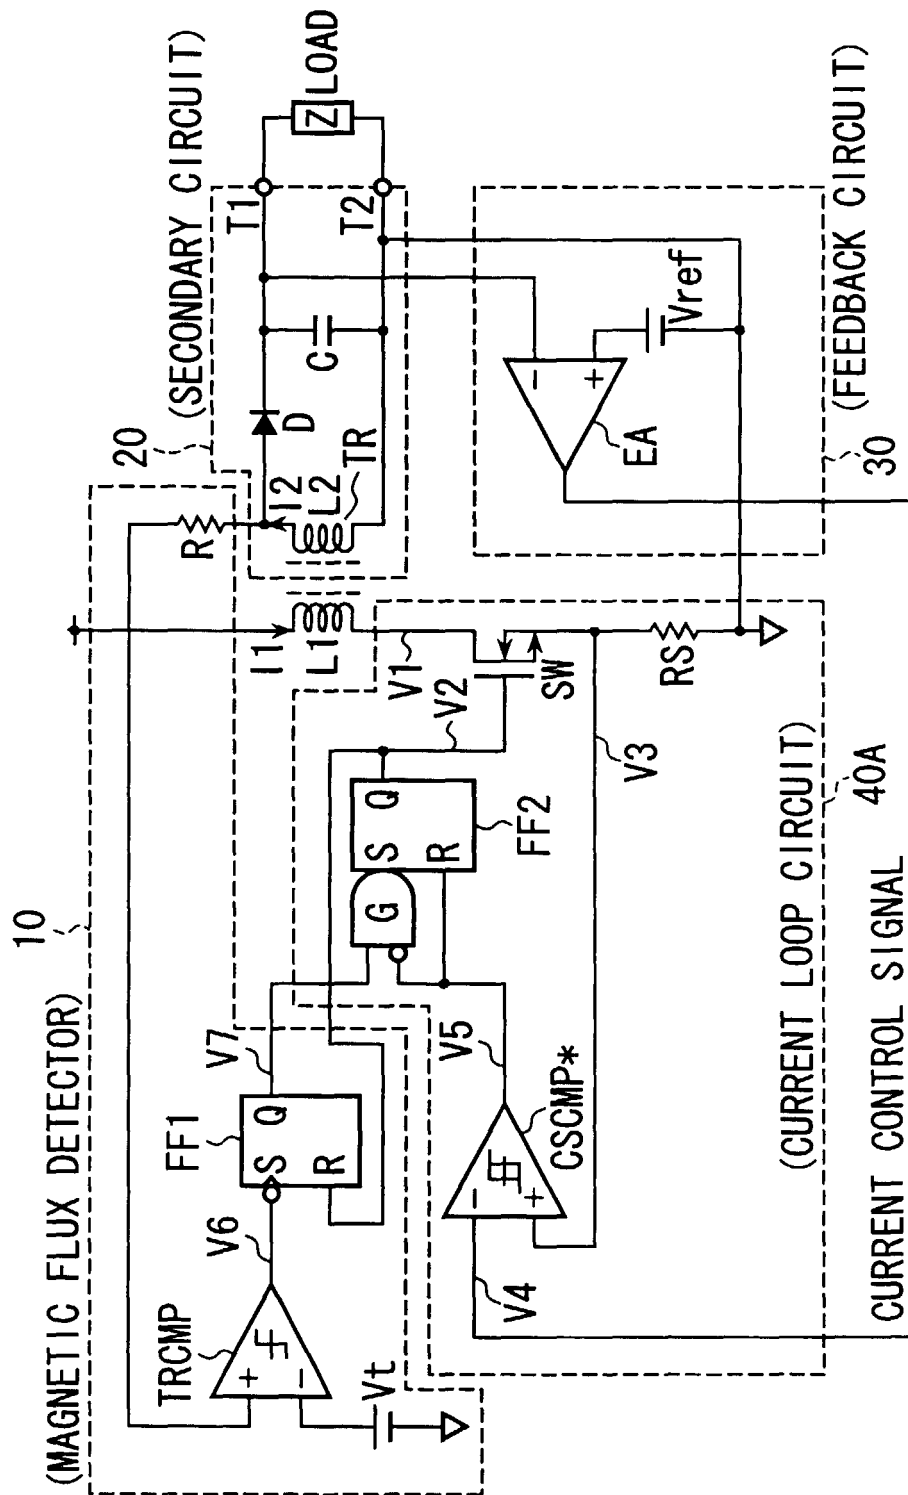 10
(MAGNETIC FLUX DETECTOR)
20
(SECONDARY CIRCUIT)
TRCMP
+
-
Vt
V6
FF1
S
Q
R
V7
R
I1
L1
I2
L2
TR
D
C
T1
T2
Z
LOAD
V1
V2
G
S
Q
R
FF2
SW
V3
RS
V4
-
+
CSCMP*
V5
(CURRENT LOOP CIRCUIT)
40A
CURRENT CONTROL SIGNAL
-
+
EA
Vref
30
(FEEDBACK CIRCUIT)